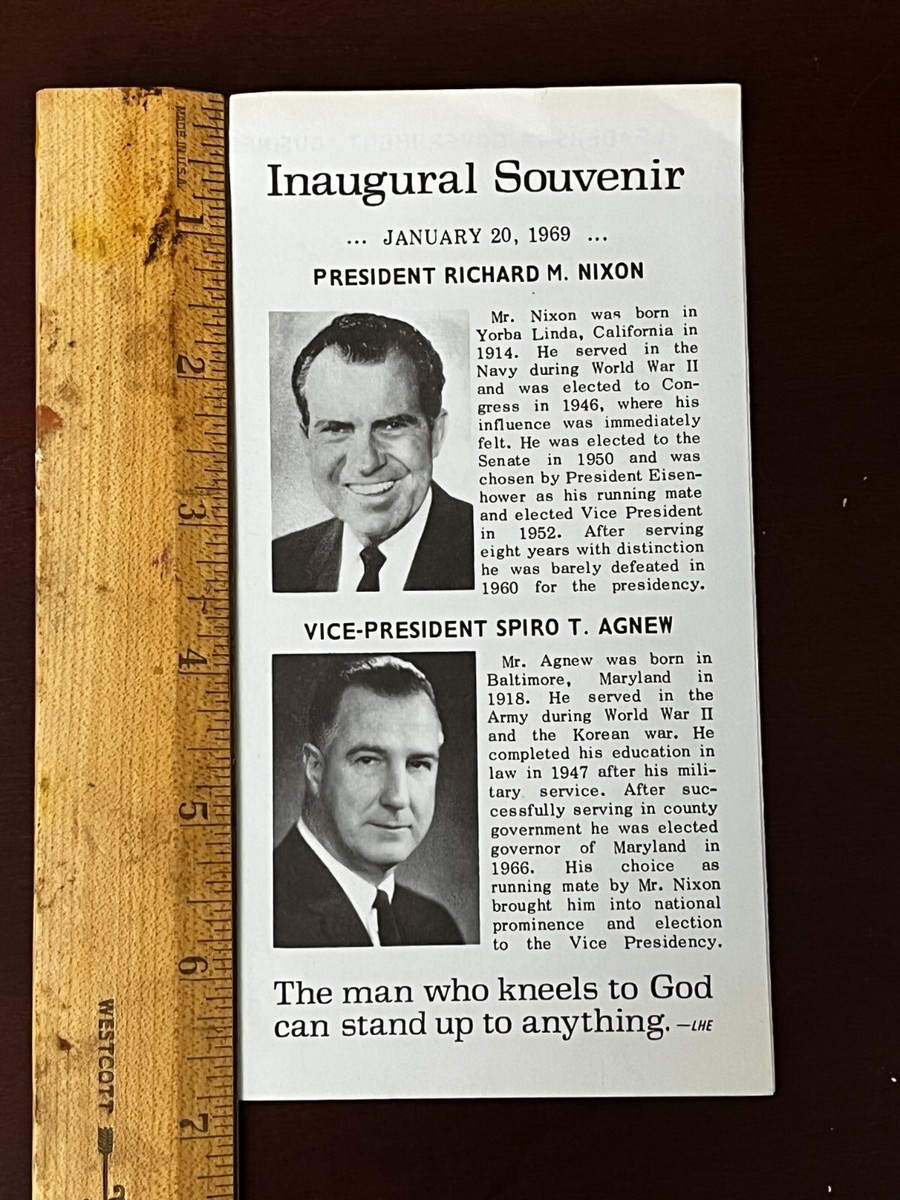 Inaugural Souvenir
... JANUARY 20, 1969 ...
PRESIDENT RICHARD M. NIXON
Mr. Nixon was born in
Yorba Linda, California in
1914. He served in the
Navy during World War II
and was elected to Con-
gress in 1946, where his
influence was immediately
felt. He was elected to the
Senate in 1950 and was
chosen by President Eisen-
hower as his running mate
and elected Vice President
in 1952. After serving
eight years with distinction
he was barely defeated in
1960 for the presidency.
VICE-PRESIDENT SPIRO T. AGNEW
Mr. Agnew was born in
Baltimore, Maryland in
1918. He served in the
Army during World War II
and the Korean war. He
completed his education in
law in 1947 after his mili-
tary service. After suc-
cessfully serving in county
government he was elected
governor of Maryland in
1966. His choice as
running mate by Mr. Nixon
brought him into national
prominence and election
to the Vice Presidency.
The man who kneels to God
can stand up to anything. —LHE
MADE IN U.S.A.
1
2
3
4
5
6
7
WESTCOTT